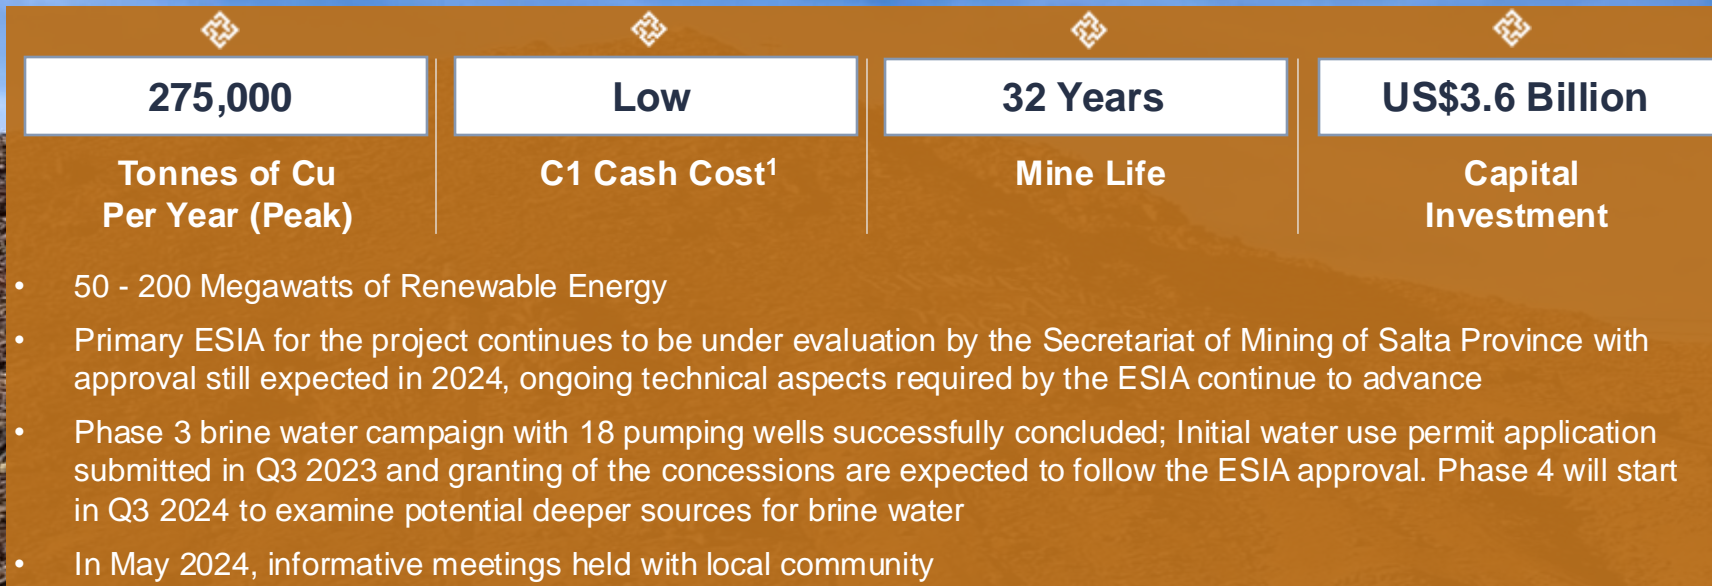 275,000
Low
32 Years
US$3.6 Billion
Tonnes of Cu
Per Year (Peak)
C1 Cash Cost¹
Mine Life
Capital
Investment
• 50 - 200 Megawatts of Renewable Energy
• Primary ESIA for the project continues to be under evaluation by the Secretariat of Mining of Salta Province with
approval still expected in 2024, ongoing technical aspects required by the ESIA continue to advance
• Phase 3 brine water campaign with 18 pumping wells successfully concluded; Initial water use permit application
submitted in Q3 2023 and granting of the concessions are expected to follow the ESIA approval. Phase 4 will start
in Q3 2024 to examine potential deeper sources for brine water
• In May 2024, informative meetings held with local community